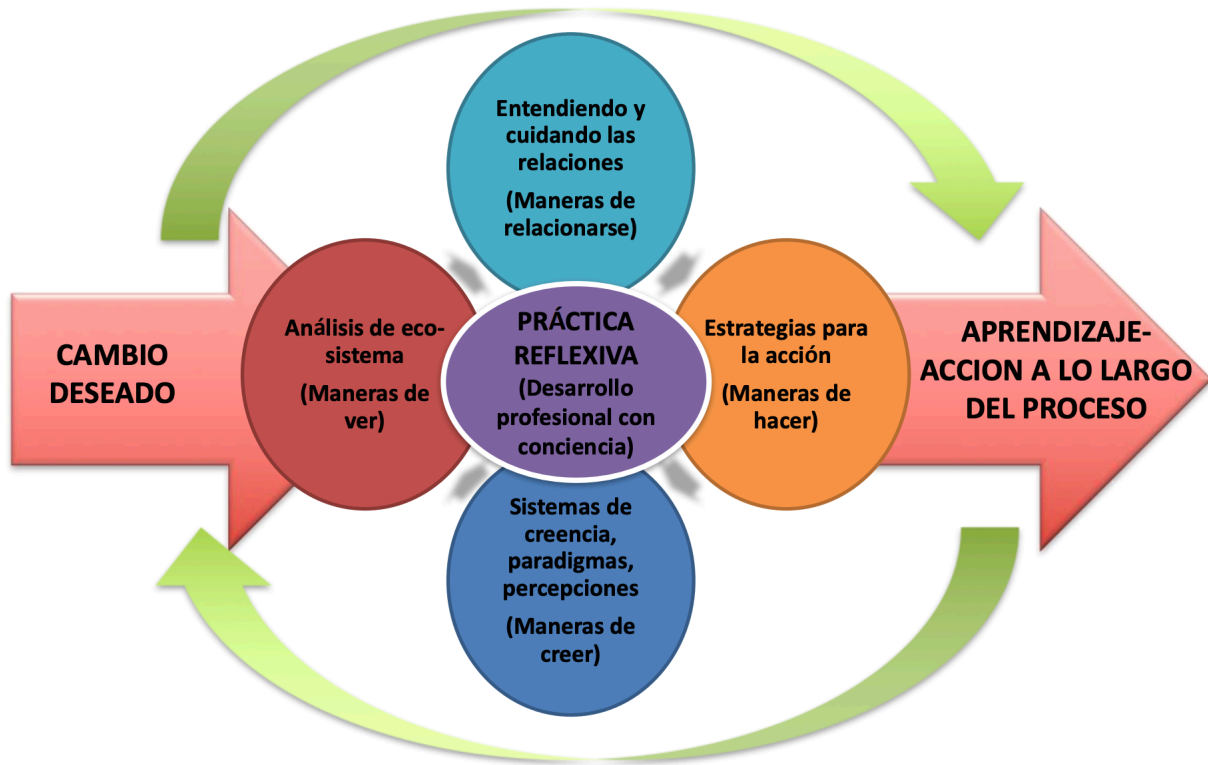 Entendiendo y
cuidando las
relaciones
(Maneras de
relacionarse)
CAMBIO
DESEADO
Análisis de eco-
sistema
(Maneras de
ver)
PRÁCTICA
REFLEXIVA
(Desarrollo
profesional con
conciencia)
Estrategias para
la acción
(Maneras de
hacer)
APRENDIZAJE-
ACCION A LO LARGO
DEL PROCESO
Sistemas de
creencia,
paradigmas,
percepciones
(Maneras de
creer)